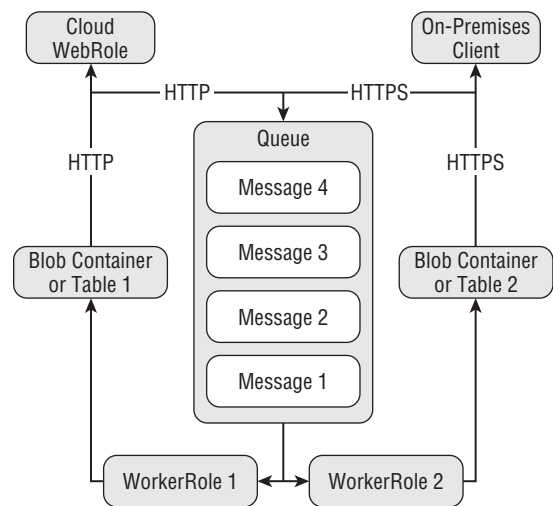 Cloud
WebRole
On-Premises
Client
HTTP
HTTPS
Queue
HTTP
HTTPS
Message 4
Message 3
Blob Container
or Table 1
Blob Container
or Table 2
Message 2
Message 1
WorkerRole 1
WorkerRole 2